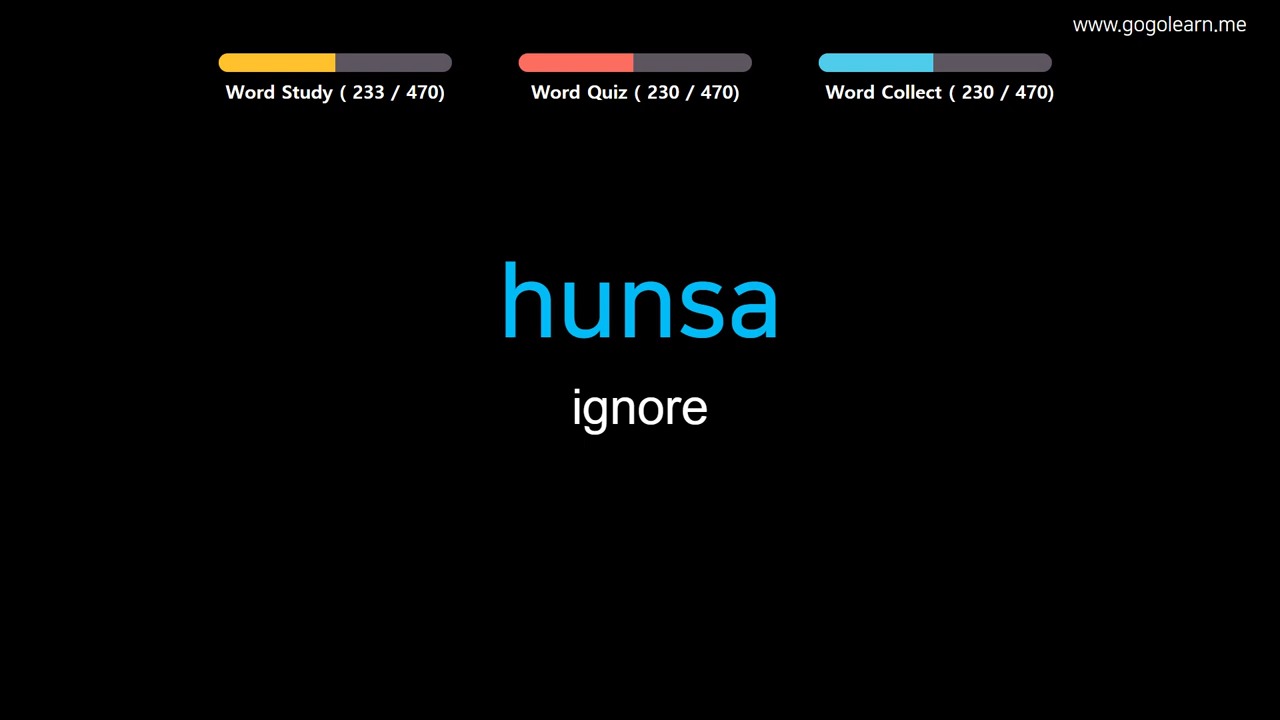 www.gogolearn.me
Word Study ( 233 / 470)
Word Quiz ( 230 / 470)
Word Collect ( 230 / 470)
hunsa
ignore